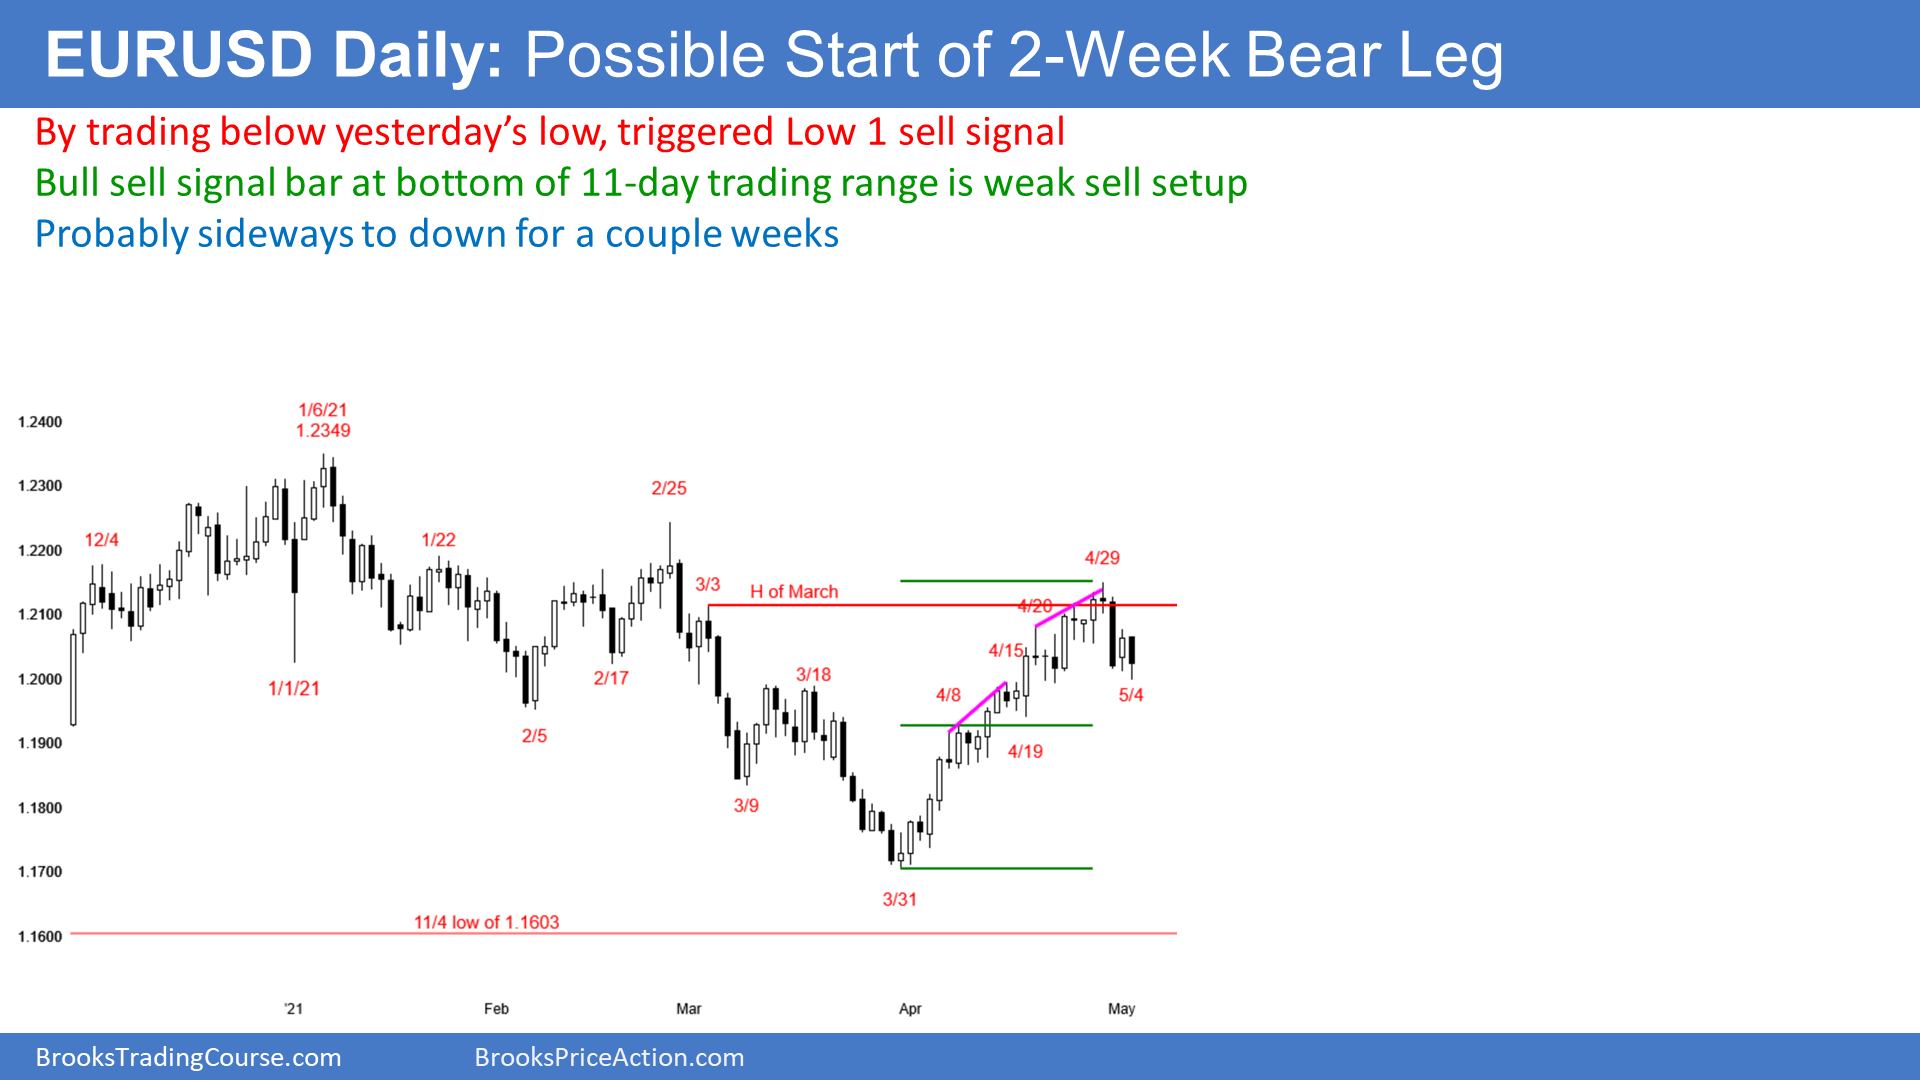 EURUSD Daily: Possible Start of 2-Week Bear Leg
By trading below yesterday’s low, triggered Low 1 sell signal
Bull sell signal bar at bottom of 11-day trading range is weak sell setup
Probably sideways to down for a couple weeks
1/6/21
1.2349
1.2400
2/25
1.2300
12/4
1/22
1.2200
4/29
3/3
H of March
4/20
1.2100
4/15
1/1/21
2/17
3/18
1.2000
4/8
5/4
2/5
1.1900
4/19
3/9
1.1800
1.1700
3/31
11/4 low of 1.1603
1.1600
'21
Feb
Mar
Apr
May
BrooksTradingCourse.com
BrooksPriceAction.com